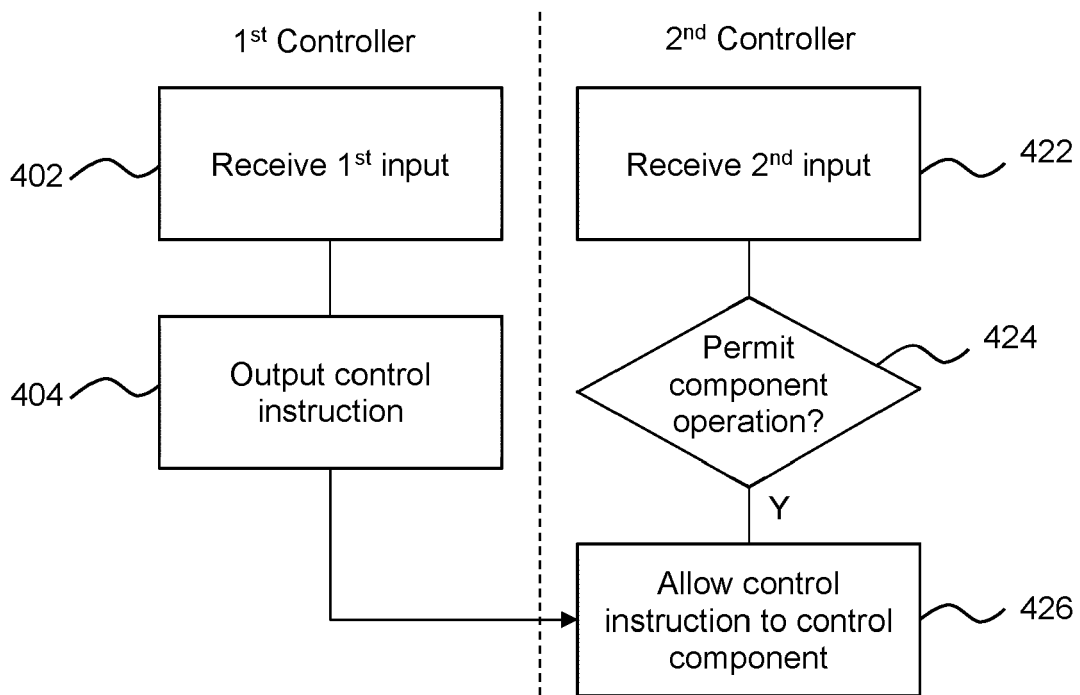 1st Controller
2nd Controller
402
Receive 1st input
Receive 2nd input
422
404
Output control
instruction
Permit
component
operation?
424
Y
Allow control
instruction to control
component
426